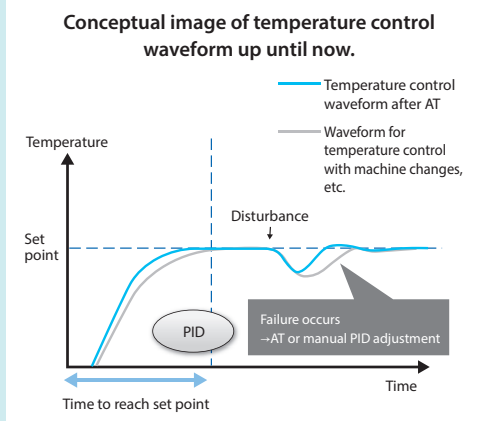 Conceptual image of temperature control
waveform up until now.
Temperature control
waveform after AT
Waveform for
temperature control
with machine changes,
etc.
Temperature
Disturbance
Set
point
PID
Failure occurs
→AT or manual PID adjustment
Time
Time to reach set point